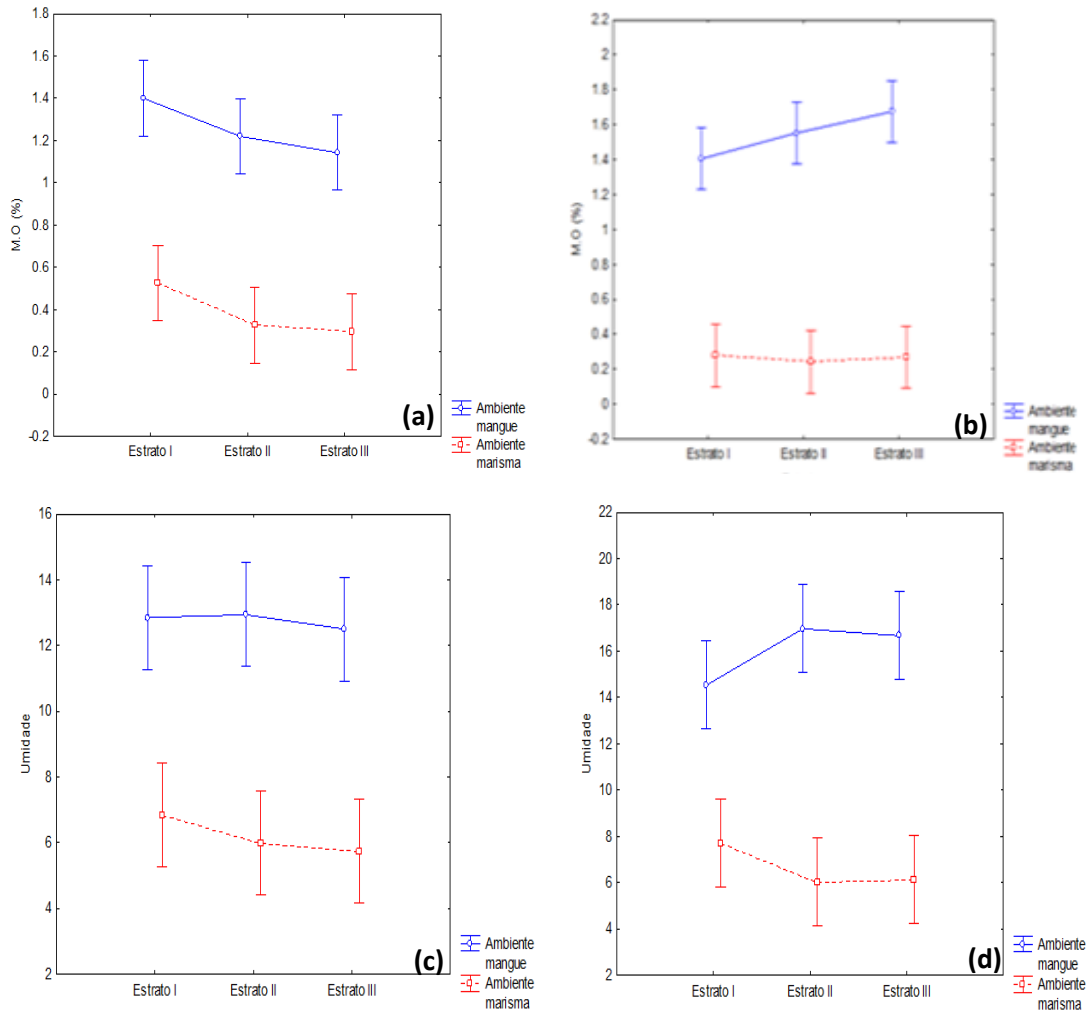 1.8
1.6
1.4
1.2
1
0.8
0.6
0.4
0.2
0
-0.2
M.O (%)
Estrato I Estrato II Estrato III
(a)
Ambiente
mangue
Ambiente
marisma
2.2
2
1.8
1.6
1.4
1.2
1
0.8
0.6
0.4
0.2
0
-0.2
M.O (%)
Estrato I Estrato II Estrato III
(b)
Ambiente
mangue
Ambiente
marisma
16
14
12
10
8
6
4
2
Umidade
Estrato I Estrato II Estrato III
(c)
Ambiente
mangue
Ambiente
marisma
22
20
18
16
14
12
10
8
6
4
2
Umidade
Estrato I Estrato II Estrato III
(d)
Ambiente
mangue
Ambiente
marisma